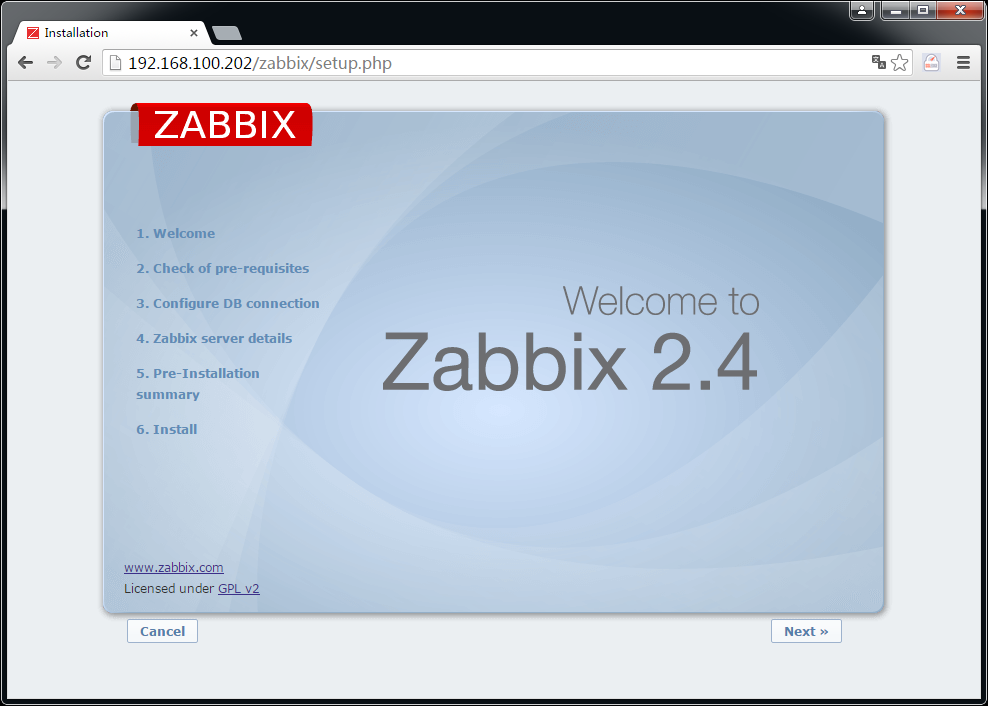 Installation
192.168.100.202/zabbix/setup.php
ZABBIX
1. Welcome
2. Check of pre-requisites
3. Configure DB connection
4. Zabbix server details
5. Pre-Installation
summary
6. Install
Welcome to
Zabbix 2.4
www.zabbix.com
Licensed under GPL v2
Cancel
Next »